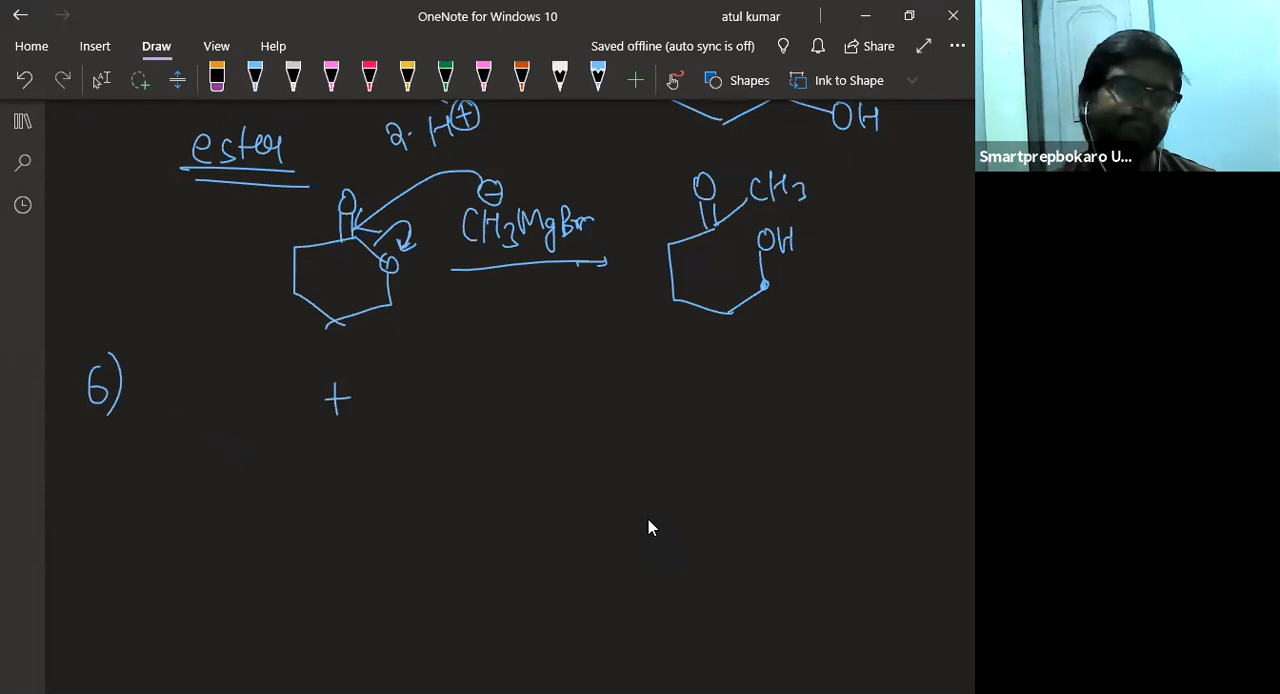 OneNote for Windows 10
atul kumar
Home Insert Draw View Help
Saved offline (auto sync is off)
Share
Shapes
Ink to Shape
Smartprepbokaro U...
2. H⊕
OH
ester
O
O
⊖
CH3MgBr
O
CH3
OH
6)
+